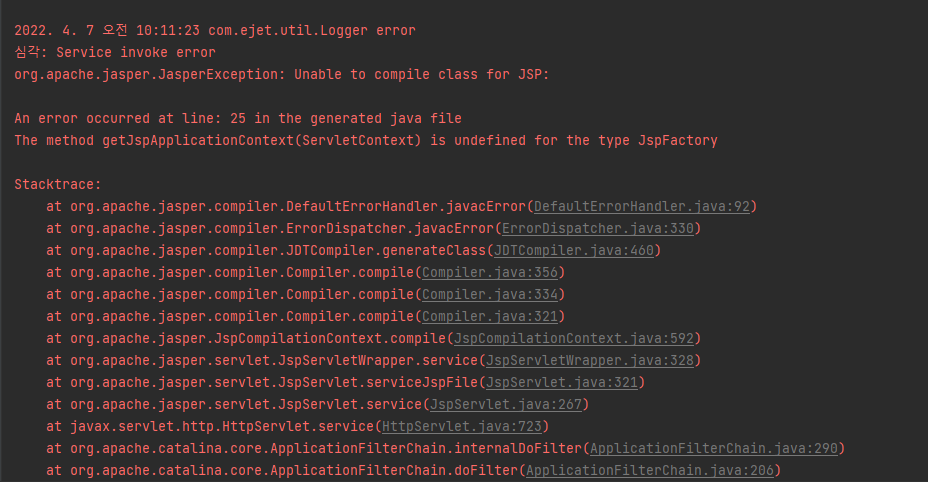 2022. 4. 7 오전 10:11:23 com.ejet.util.Logger error
심각: Service invoke error
org.apache.jasper.JasperException: Unable to compile class for JSP:
An error occurred at line: 25 in the generated java file
The method getJspApplicationContext(ServletContext) is undefined for the type JspFactory
Stacktrace:
at org.apache.jasper.compiler.DefaultErrorHandler.javacError(DefaultErrorHandler.java:92)
at org.apache.jasper.compiler.ErrorDispatcher.javacError(ErrorDispatcher.java:330)
at org.apache.jasper.compiler.JDTCompiler.generateClass(JDTCompiler.java:460)
at org.apache.jasper.compiler.Compiler.compile(Compiler.java:356)
at org.apache.jasper.compiler.Compiler.compile(Compiler.java:334)
at org.apache.jasper.compiler.Compiler.compile(Compiler.java:321)
at org.apache.jasper.JspCompilationContext.compile(JspCompilationContext.java:592)
at org.apache.jasper.servlet.JspServletWrapper.service(JspServletWrapper.java:328)
at org.apache.jasper.servlet.JspServlet.serviceJspFile(JspServlet.java:321)
at org.apache.jasper.servlet.JspServlet.service(JspServlet.java:267)
at javax.servlet.http.HttpServlet.service(HttpServlet.java:723)
at org.apache.catalina.core.ApplicationFilterChain.internalDoFilter(ApplicationFilterChain.java:290)
at org.apache.catalina.core.ApplicationFilterChain.doFilter(ApplicationFilterChain.java:206)